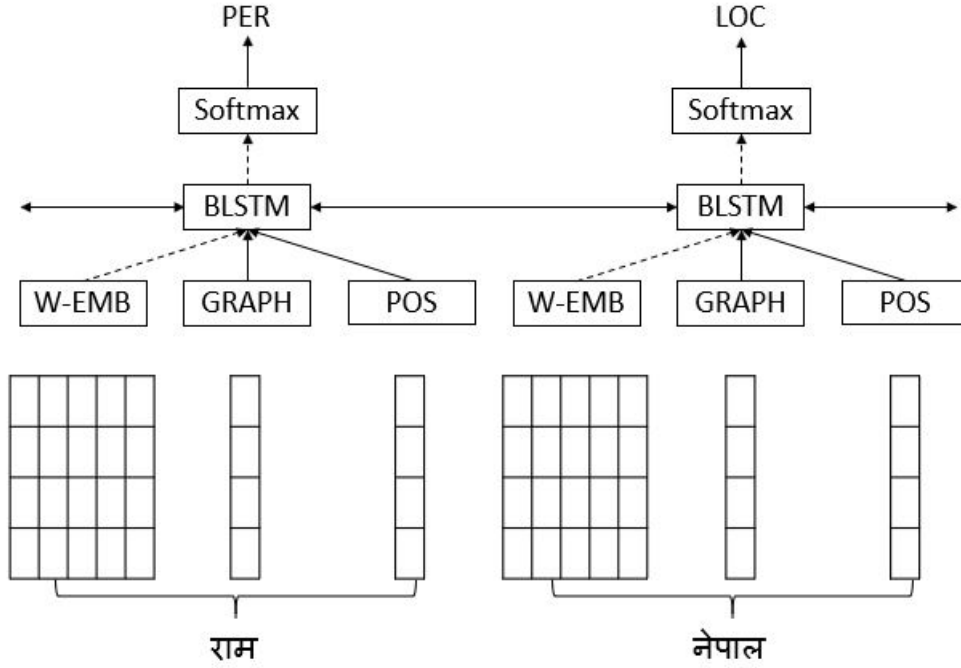 PER LOC
Softmax Softmax
BLSTM BLSTM
W-EMB GRAPH POS W-EMB GRAPH POS
राम नेपाल